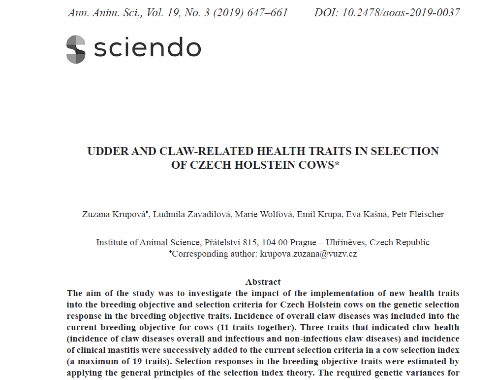 Ann. Anim. Sci., Vol. 19, No. 3 (2019) 647–661 DOI: 10.2478/aoas-2019-0037
sciendo
UDDER AND CLAW-RELATED HEALTH TRAITS IN SELECTION
OF CZECH HOLSTEIN COWS*
Zuzana Krupová♦, Ludmila Zavadilová, Marie Wolfová, Emil Krupa, Eva Kašná, Petr Fleischer
Institute of Animal Science, Přátelství 815, 104 00 Prague – Uhříněves, Czech Republic
♦Corresponding author: krupova.zuzana@vuzv.cz
Abstract
The aim of the study was to investigate the impact of the implementation of new health traits
into the breeding objective and selection criteria for Czech Holstein cows on the genetic selection
response in the breeding objective traits. Incidence of overall claw diseases was included into the
current breeding objective for cows (11 traits together). Three traits that indicated claw health
(incidence of claw diseases overall and infectious and non-infectious claw diseases) and incidence
of clinical mastitis were successively added to the current selection criteria in a cow selection index
(a maximum of 19 traits). Selection responses in the breeding objective traits were estimated by
applying the general principles of the selection index theory. The required genetic variances for